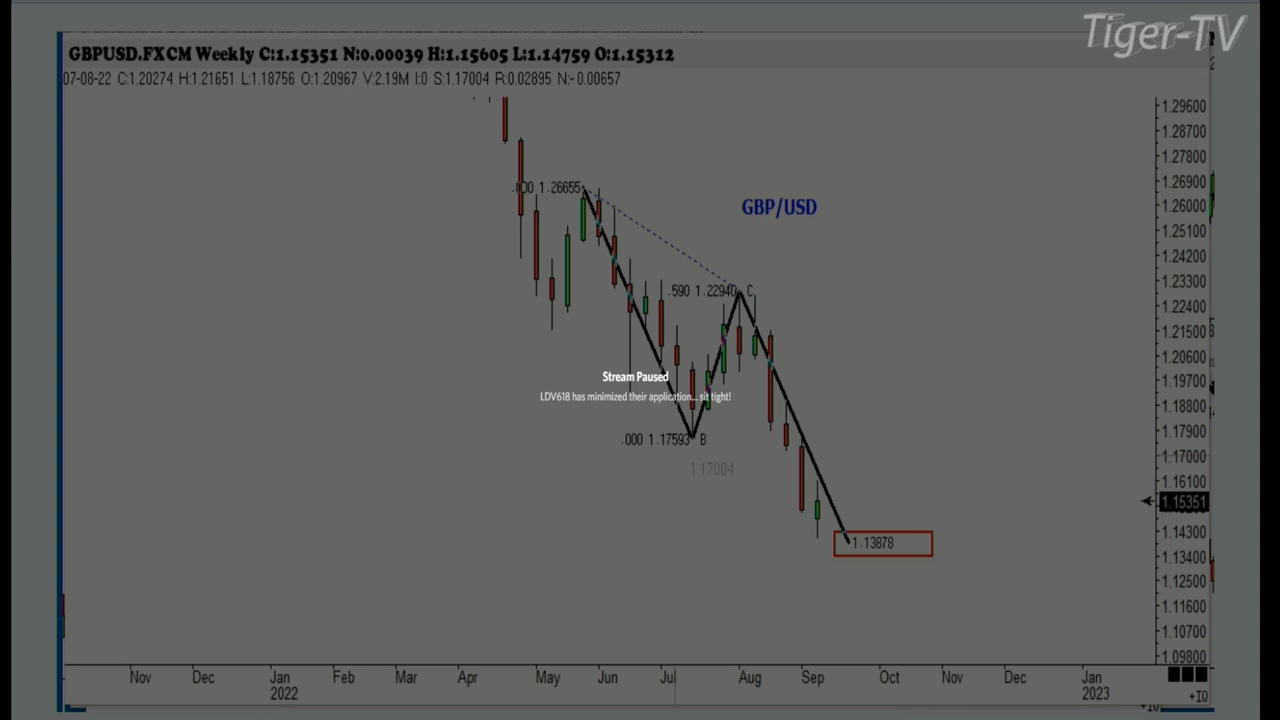 Tiger-TV
GBPUSD.FXCM Weekly C:1.15351 N:0.00039 H:1.15605 L:1.14759 O:1.15312
07-08-22 C:1.20274 H:1.21651 L:1.18756 O:1.20967 V:2.19M I:0 S:1.17004 R:0.02895 N:-0.00657
1.29600
1.28700
1.27800
1.26900
1.26000
1.25100
1.24200
1.23300
1.22400
1.21500
1.20600
1.19700
1.18800
1.17900
1.17000
1.16100
1.15351
1.14300
1.13400
1.12500
1.11600
1.10700
1.09800
.000 1.26655
GBP/USD
.590 1.22940 C
Stream Paused
LDV618 has minimized their application... sit tight!
.000 1.17593 B
1.17004
1.13878
Nov Dec Jan Feb Mar Apr May Jun Jul Aug Sep Oct Nov Dec Jan
2022 2023
+IQ